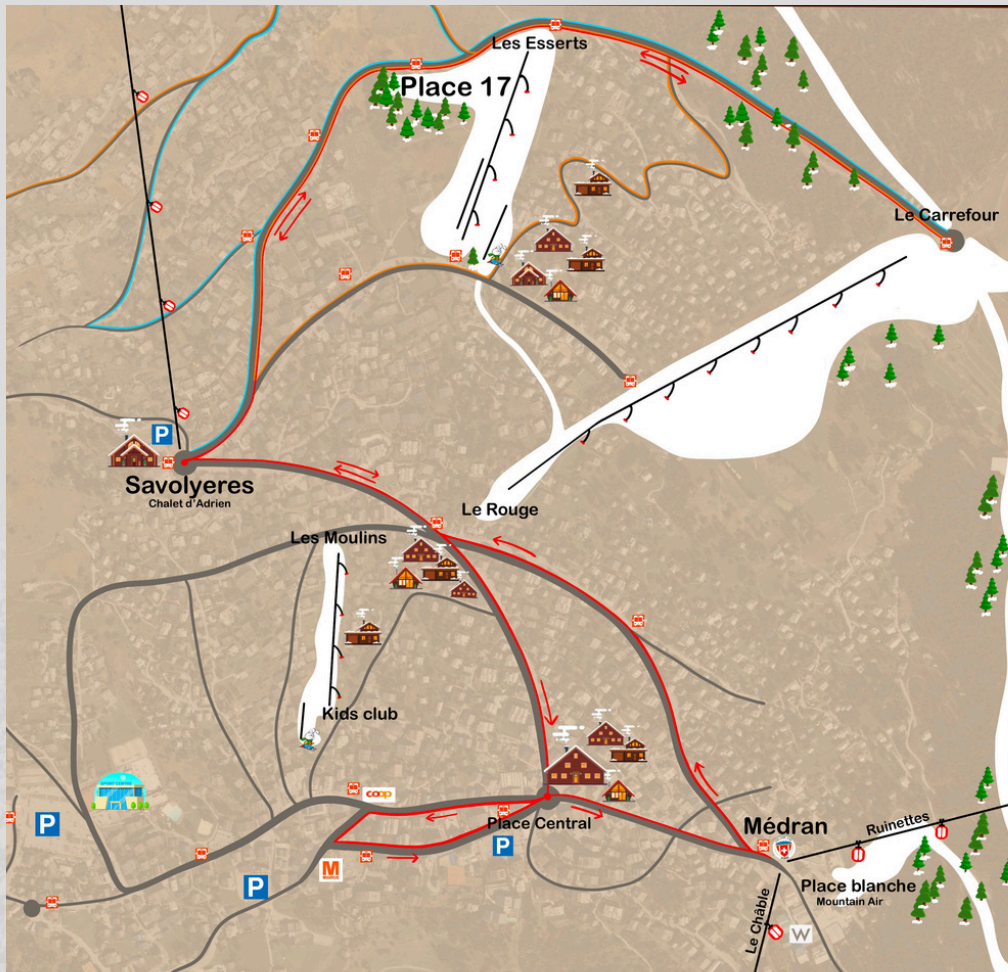 Les Esserts
Place 17
Le Carrefour
P
Savolyeres
Chalet d'Adrien
Le Rouge
Les Moulins
Kids club
coop
Place Central
Médran
Ruinettes
P
P
M
P
Place blanche
Mountain Air
Le Châble
W